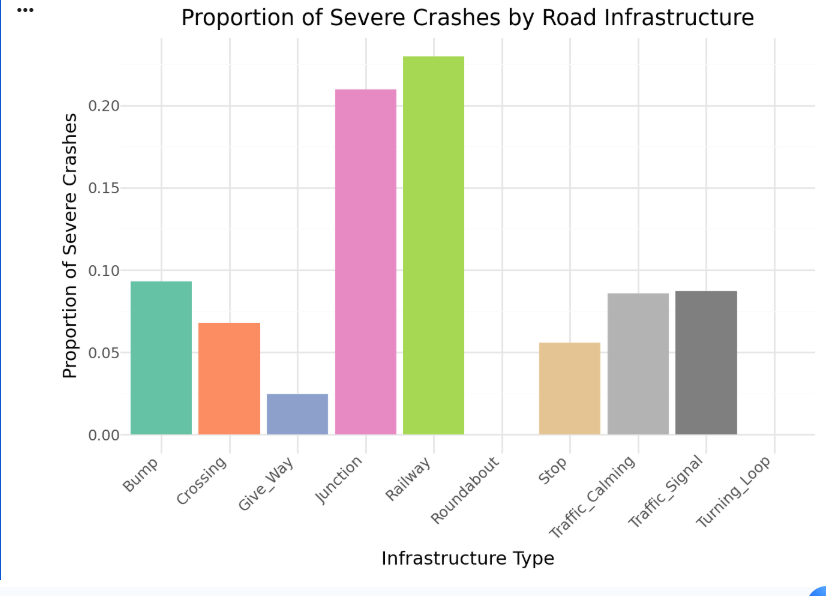 Proportion of Severe Crashes by Road Infrastructure
Proportion of Severe Crashes
0.20
0.15
0.10
0.05
0.00
Bump
Crossing
Give_Way
Junction
Railway
Roundabout
Stop
Traffic_Calming
Traffic_Signal
Turning_Loop
Infrastructure Type